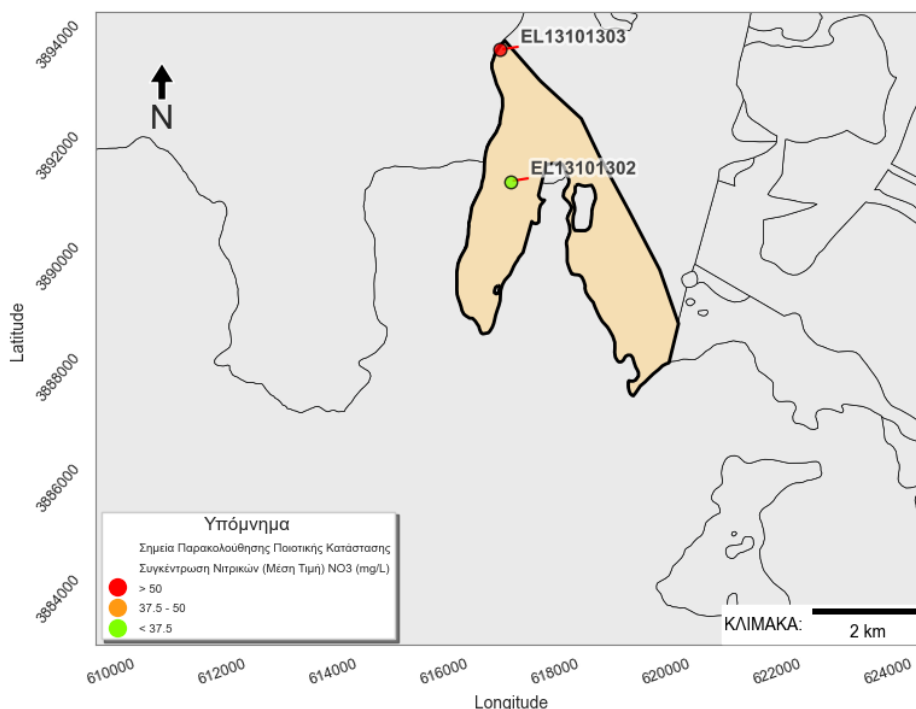 3894000
3892000
3890000
3888000
3886000
3884000
Latitude
N
EL13101303
EL13101302
Υπόμνημα
Σημεία Παρακολούθησης Ποιοτικής Κατάστασης
Συγκέντρωση Νιτρικών (Μέση Τιμή) NO3 (mg/L)
> 50
37.5 - 50
< 37.5
ΚΛΙΜΑΚΑ:
2 km
610000
612000
614000
616000
618000
620000
622000
624000
Longitude